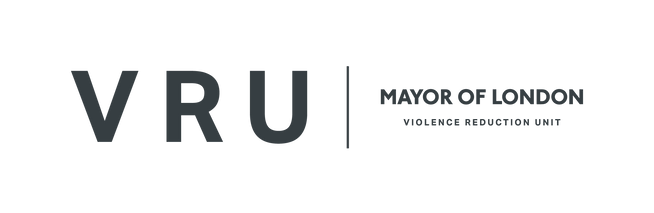 VRU
MAYOR OF LONDON
VIOLENCE REDUCTION UNIT